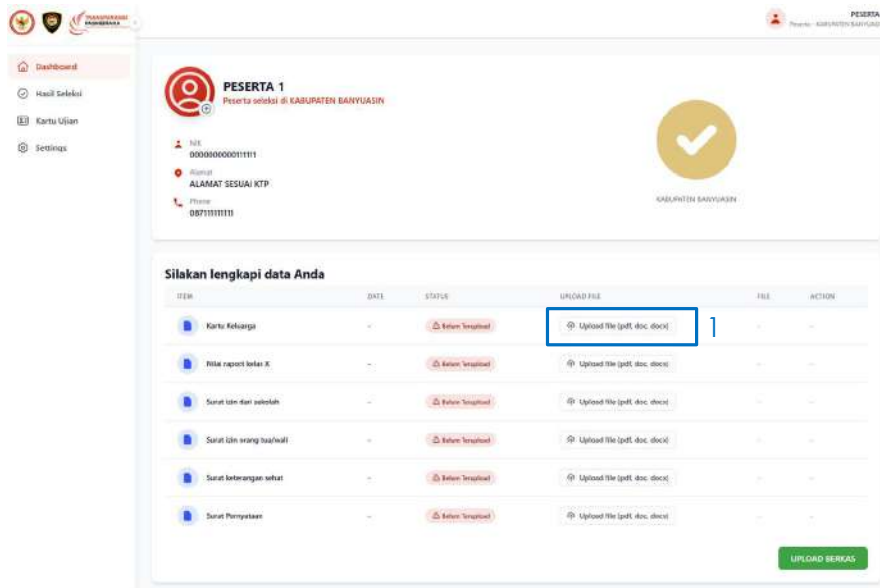 TRANSPARANSI
PASKIBRAKA
PESERTA
Peserta - KABUPATEN BANYUASIN
Dashboard
Hasil Seleksi
Kartu Ujian
Settings
PESERTA 1
Peserta seleksi di KABUPATEN BANYUASIN
NIK
Alamat
ALAMAT SESUAI KTP
Phone
KABUPATEN BANYUASIN
Silakan lengkapi data Anda
ITEM DATE STATUS UPLOAD FILE FILE ACTION
Kartu Keluarga - Belum Terupload Upload file (pdf, doc, docx) - -
1
Nilai raport kelas X - Belum Terupload Upload file (pdf, doc, docx) - -
Surat izin dari sekolah - Belum Terupload Upload file (pdf, doc, docx) - -
Surat izin orang tua/wali - Belum Terupload Upload file (pdf, doc, docx) - -
Surat keterangan sehat - Belum Terupload Upload file (pdf, doc, docx) - -
Surat Pernyataan - Belum Terupload Upload file (pdf, doc, docx) - -
UPLOAD BERKAS